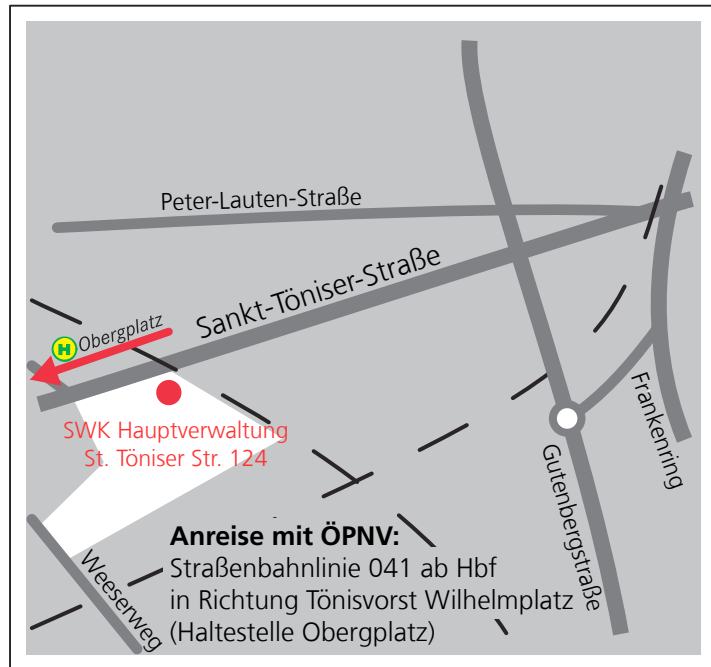 Peter-Lauten-Straße
Sankt-Töniser-Straße
H
Obergplatz
SWK Hauptverwaltung
St. Töniser Str. 124
Frankenring
Gutenbergstraße
Weeserweg
Anreise mit ÖPNV:
Straßenbahnlinie 041 ab Hbf
in Richtung Tönisvorst Wilhelmplatz
(Haltestelle Obergplatz)